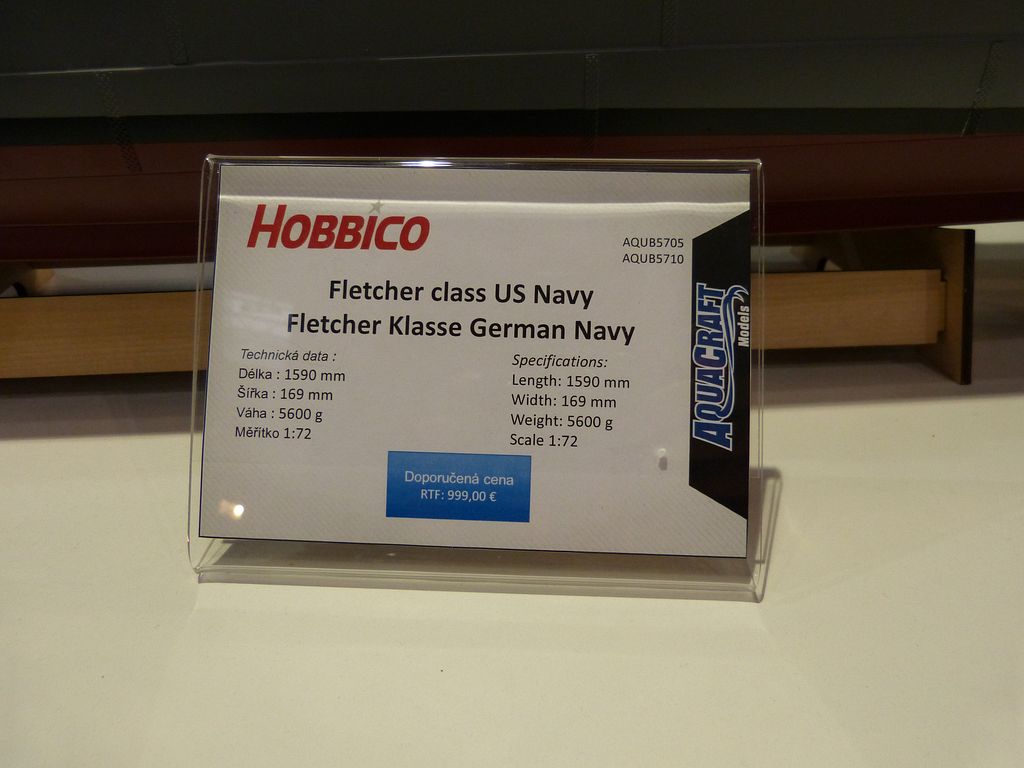 HOBBICO
AQUB5705
AQUB5710
Fletcher class US Navy
Fletcher Klasse German Navy
Technická data :
Délka : 1590 mm
Šířka : 169 mm
Váha : 5600 g
Měřítko 1:72
Specifications:
Length: 1590 mm
Width: 169 mm
Weight: 5600 g
Scale 1:72
Doporučená cena
RTF: 999,00 €
AQUACRAFT
Models